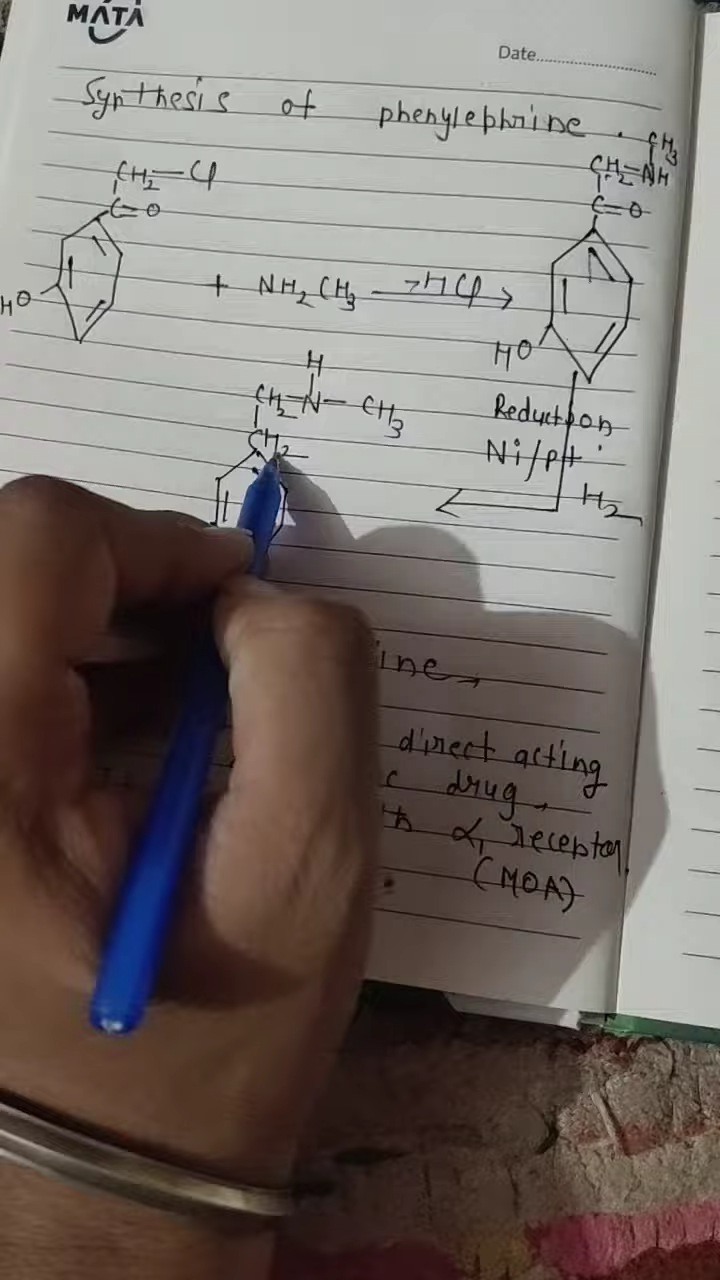 MATA
Date
Synthesis of phenylephrine.
CH₂—Cl
C=O
HO
+ NH₂CH₃ —HCl→
CH₃
CH₂—NH
C=O
HO
Reduction
Ni/pt
H₂
H
CH₂—N—CH₃
CH₂
ine
direct acting
c drug,
α₁ receptor
(MOA)